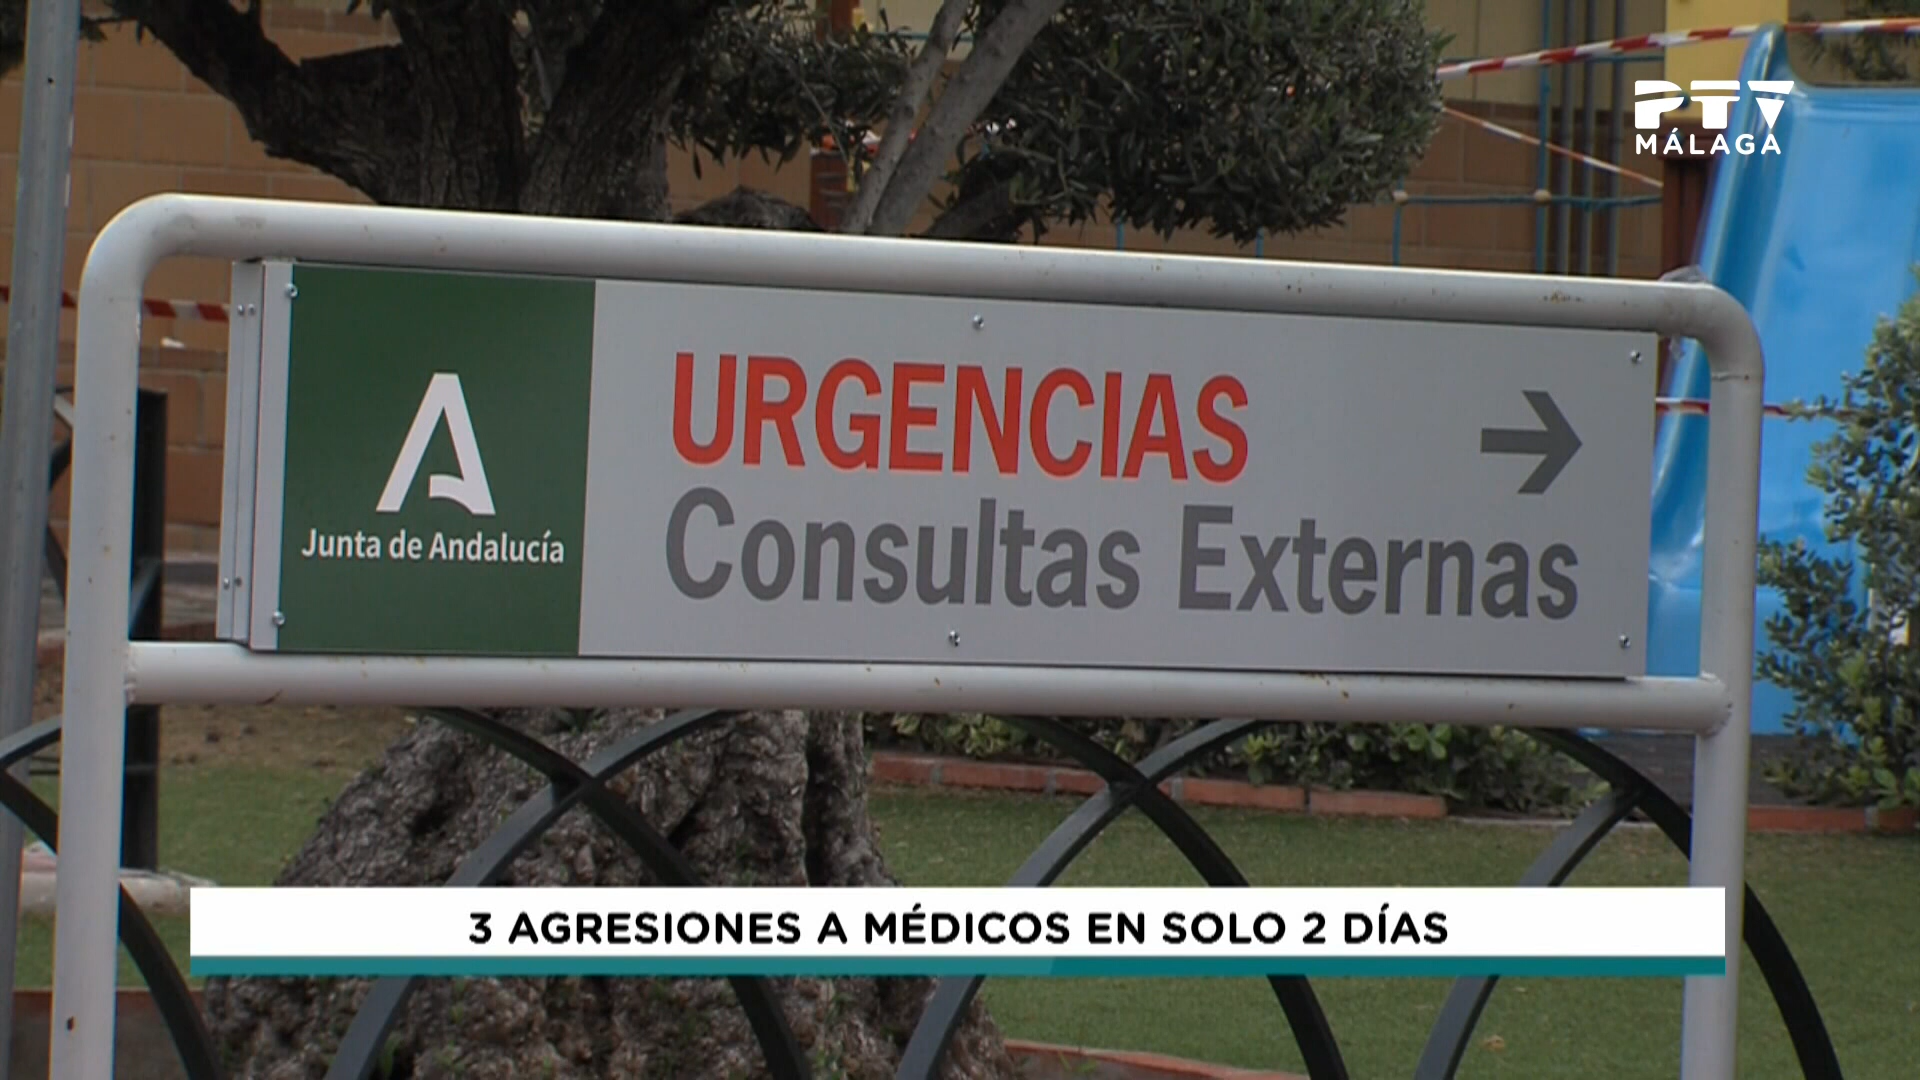 PTV
MÁLAGA
URGENCIAS
Consultas Externas
Junta de Andalucía
3 AGRESIONES A MÉDICOS EN SOLO 2 DÍAS